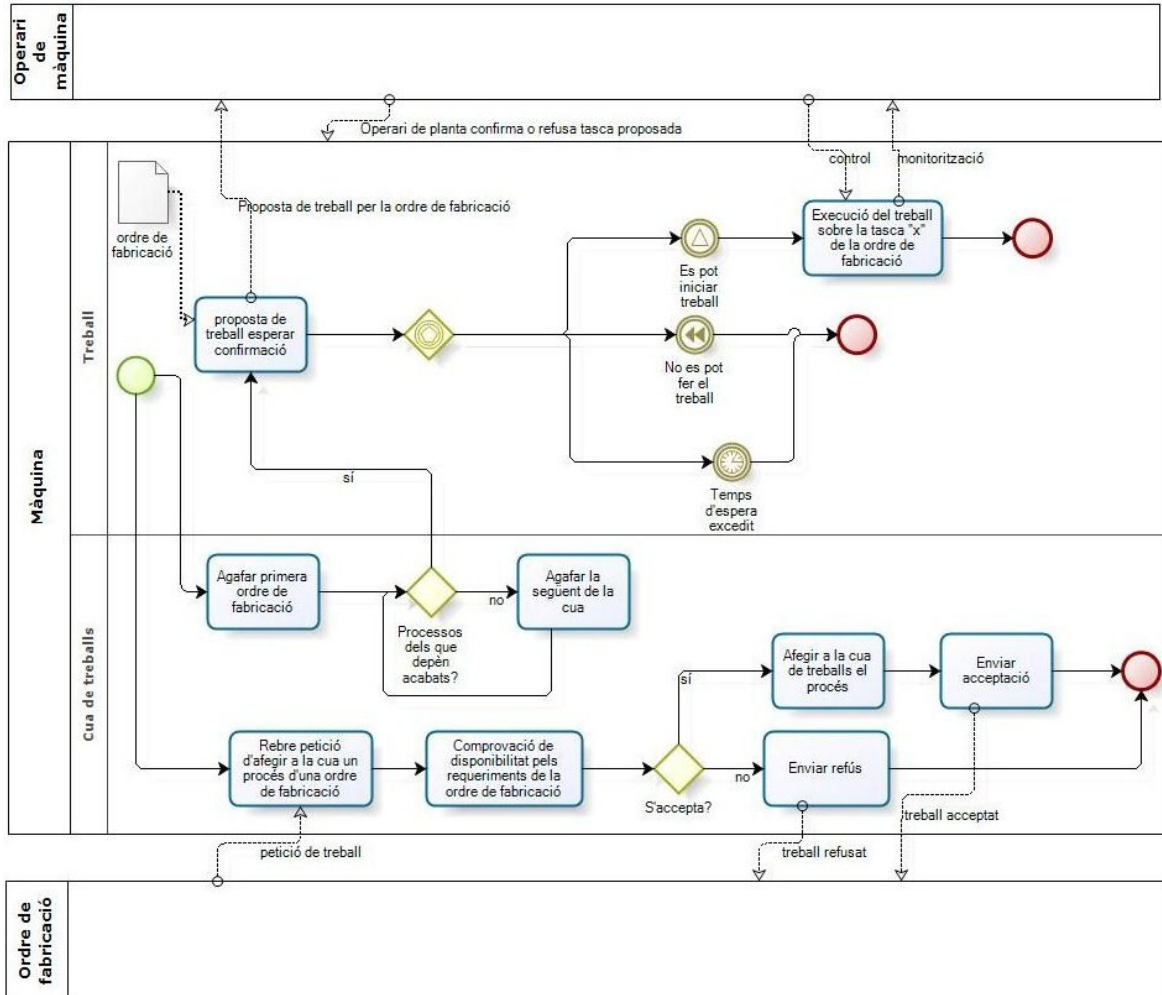 Operari
de
màquina
Operari de planta confirma o refusa tasca proposada
control
monitorització
Màquina
Treball
ordre de
fabricació
Proposta de treball per la ordre de fabricació
Execució del treball
sobre la tasca "x"
de la ordre de
fabricació
Es pot
iniciar
treball
proposta de
treball esperar
confirmació
No es pot
fer el
treball
sí
Temps
d'espera
excedit
Cua de treballs
Agafar primera
ordre de
fabricació
Processos
dels que
depèn
acabats?
no
Agafar la
següent de la
cua
Rebre petició
d'afegir a la cua un
procés d'una ordre
de fabricació
Comprovació de
disponibilitat pels
requeriments de la
ordre de fabricació
S'accepta?
sí
Afegir a la cua
de treballs el
procés
Enviar
acceptació
no
Enviar refús
treball acceptat
petició de treball
treball refusat
Ordre de
fabricació